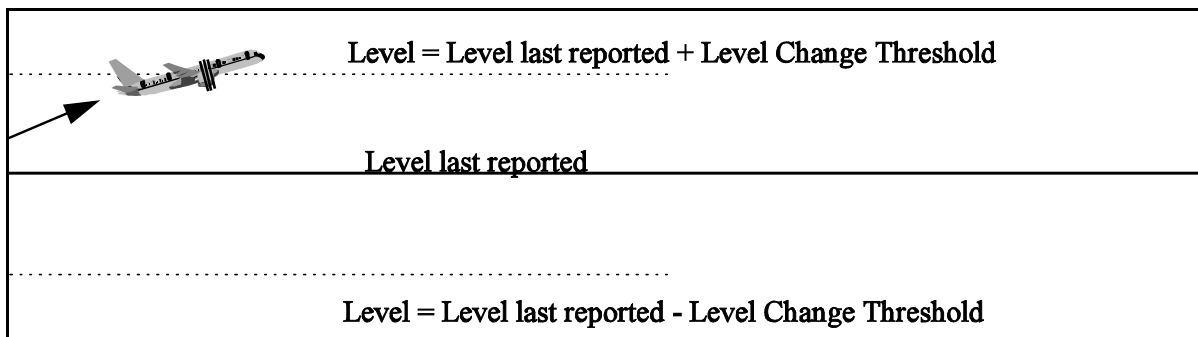 Level = Level last reported + Level Change Threshold
Level last reported
Level = Level last reported - Level Change Threshold